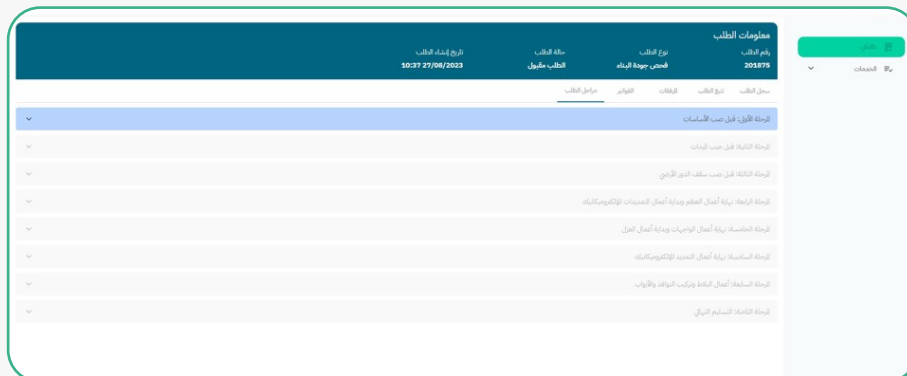 معلومات الطلب
رقم الطلب نوع الطلب حالة الطلب تاريخ إنشاء الطلب
201875 فحص جودة البناء الطلب مقبول 27/08/2023 10:37
سجل الطلب تتبع الطلب المرفقات الفواتير مراحل الطلب
المرحلة الأولى: قبل صب الأساسات
المرحلة الثانية: قبل صب الميدات
المرحلة الثالثة: قبل صب سقف الدور الأرضي
المرحلة الرابعة: نهاية أعمال العظم وبداية أعمال التمديدات الإلكتروميكانيك
المرحلة الخامسة: نهاية أعمال الواجهات وبداية أعمال العزل
المرحلة السادسة: نهاية أعمال التمديد الإلكتروميكانيك
المرحلة السابعة: أعمال البلاط وتركيب النوافذ والأبواب
المرحلة الثامنة: التسليم النهائي
الخدمات